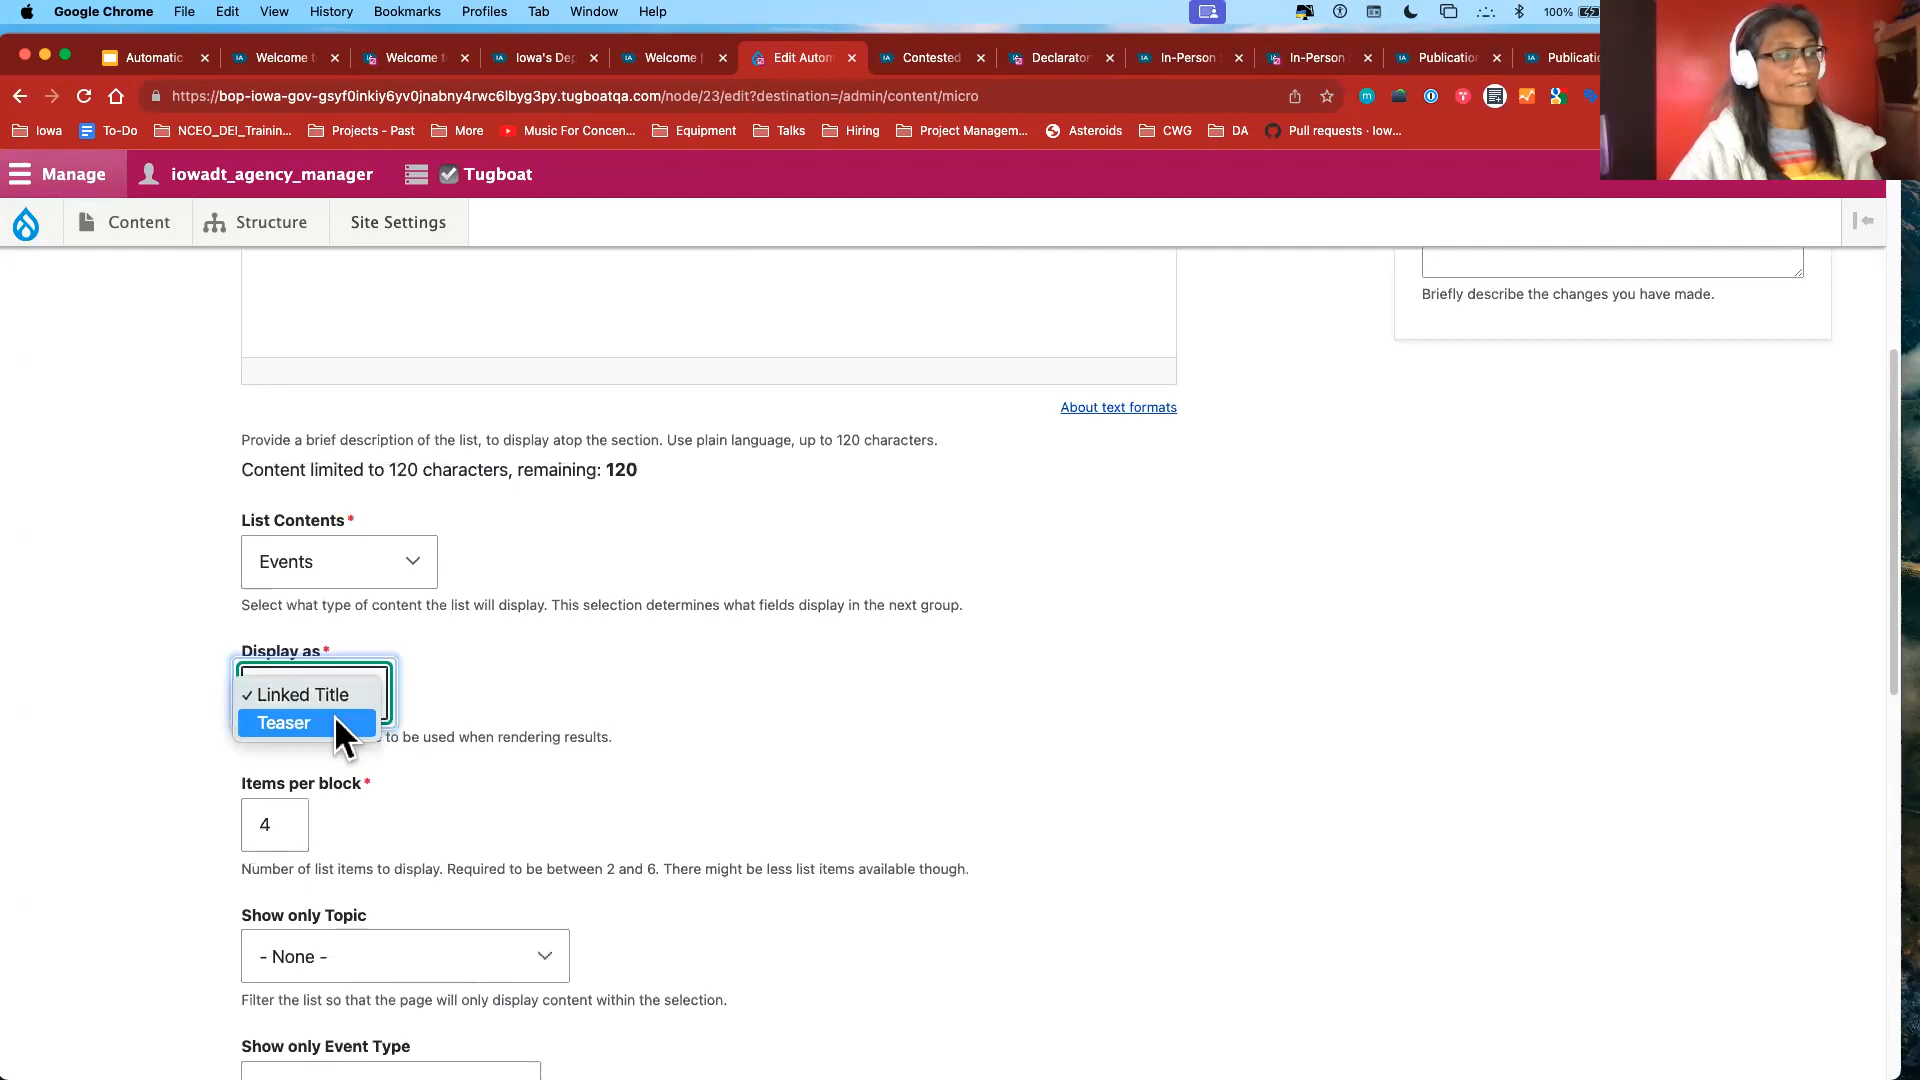 Google Chrome File Edit View History Bookmarks Profiles Tab Window Help 100%
Automatic Welcome t Welcome t Iowa's Dep Welcome | Edit Autom Contested Declarator In-Person In-Person Publication Publicatio
https://bop-iowa-gov-gsyf0inkiy6yv0jnabny4rwc6lbyg3py.tugboatqa.com/node/23/edit?destination=/admin/content/micro
Iowa To-Do NCEO_DEI_Trainin... Projects - Past More Music For Concen... Equipment Talks Hiring Project Managem... Asteroids CWG DA Pull requests · Iow...
Manage iowadt_agency_manager Tugboat
Content Structure Site Settings
Briefly describe the changes you have made.
About text formats
Provide a brief description of the list, to display atop the section. Use plain language, up to 120 characters.
Content limited to 120 characters, remaining: 120
List Contents*
Events
Select what type of content the list will display. This selection determines what fields display in the next group.
Display as*
✓ Linked Title
Teaser
to be used when rendering results.
Items per block*
4
Number of list items to display. Required to be between 2 and 6. There might be less list items available though.
Show only Topic
- None -
Filter the list so that the page will only display content within the selection.
Show only Event Type